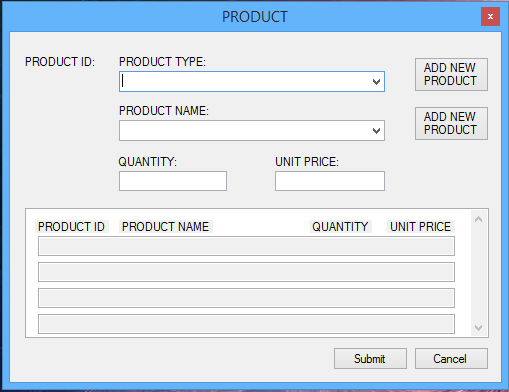 PRODUCT
x
PRODUCT ID:
PRODUCT TYPE:
ADD NEW
PRODUCT
PRODUCT NAME:
ADD NEW
PRODUCT
QUANTITY:
UNIT PRICE:
PRODUCT ID PRODUCT NAME QUANTITY UNIT PRICE
Submit
Cancel